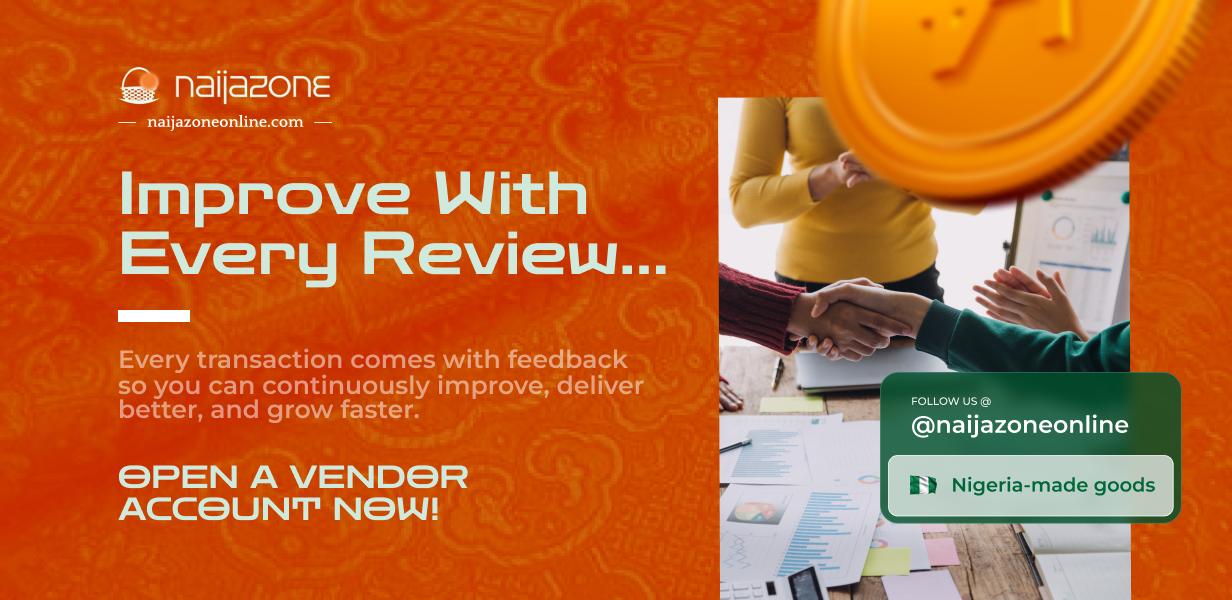 naijazone
naijazoneonline.com
Improve With
Every Review...
Every transaction comes with feedback
so you can continuously improve, deliver
better, and grow faster.
OPEN A VENDOR
ACCOUNT NOW!
FOLLOW US @
@naijazoneonline
Nigeria-made goods